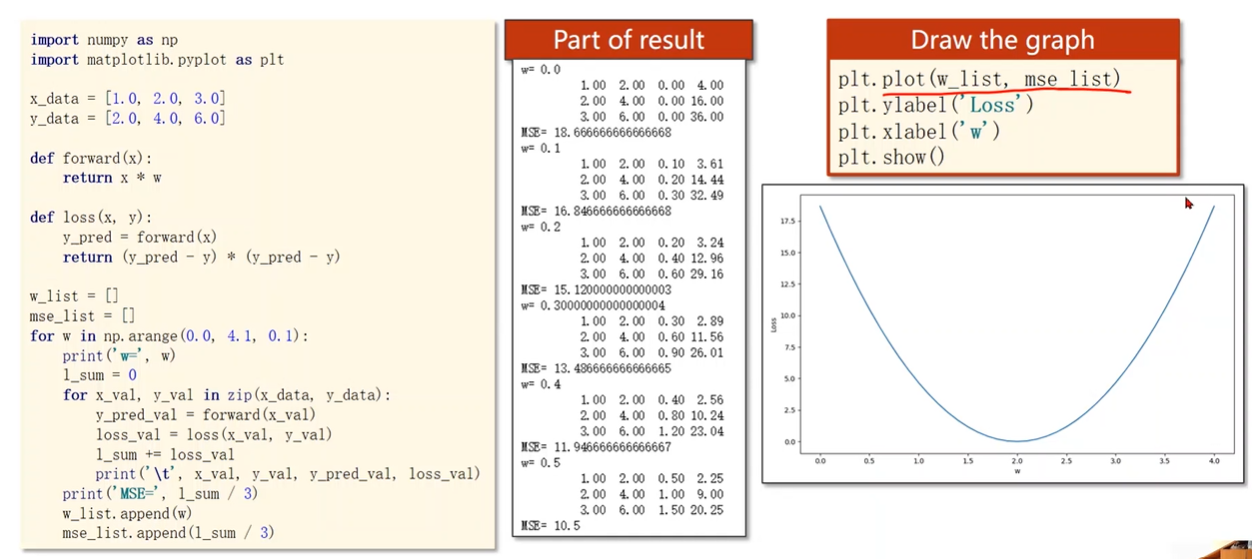 import numpy as np
import matplotlib.pyplot as plt
x_data = [1.0, 2.0, 3.0]
y_data = [2.0, 4.0, 6.0]
def forward(x):
    return x * w
def loss(x, y):
    y_pred = forward(x)
    return (y_pred - y) * (y_pred - y)
w_list = []
mse_list = []
for w in np.arange(0.0, 4.1, 0.1):
    print('w=', w)
    l_sum = 0
    for x_val, y_val in zip(x_data, y_data):
        y_pred_val = forward(x_val)
        loss_val = loss(x_val, y_val)
        l_sum += loss_val
        print('\t', x_val, y_val, y_pred_val, loss_val)
    print('MSE=', l_sum / 3)
    w_list.append(w)
    mse_list.append(l_sum / 3)
Part of result
w= 0.0
1.00 2.00 0.00 4.00
2.00 4.00 0.00 16.00
3.00 6.00 0.00 36.00
MSE= 18.666666666666668
w= 0.1
1.00 2.00 0.10 3.61
2.00 4.00 0.20 14.44
3.00 6.00 0.30 32.49
MSE= 16.846666666666668
w= 0.2
1.00 2.00 0.20 3.24
2.00 4.00 0.40 12.96
3.00 6.00 0.60 29.16
MSE= 15.120000000000003
w= 0.30000000000000004
1.00 2.00 0.30 2.89
2.00 4.00 0.60 11.56
3.00 6.00 0.90 26.01
MSE= 13.486666666666665
w= 0.4
1.00 2.00 0.40 2.56
2.00 4.00 0.80 10.24
3.00 6.00 1.20 23.04
MSE= 11.946666666666667
w= 0.5
1.00 2.00 0.50 2.25
2.00 4.00 1.00 9.00
3.00 6.00 1.50 20.25
MSE= 10.5
Draw the graph
plt.plot(w_list, mse_list)
plt.ylabel('Loss')
plt.xlabel('w')
plt.show()
17.5
15.0
12.5
10.0
7.5
5.0
2.5
0.0
Loss
0.0 0.5 1.0 1.5 2.0 2.5 3.0 3.5 4.0
w